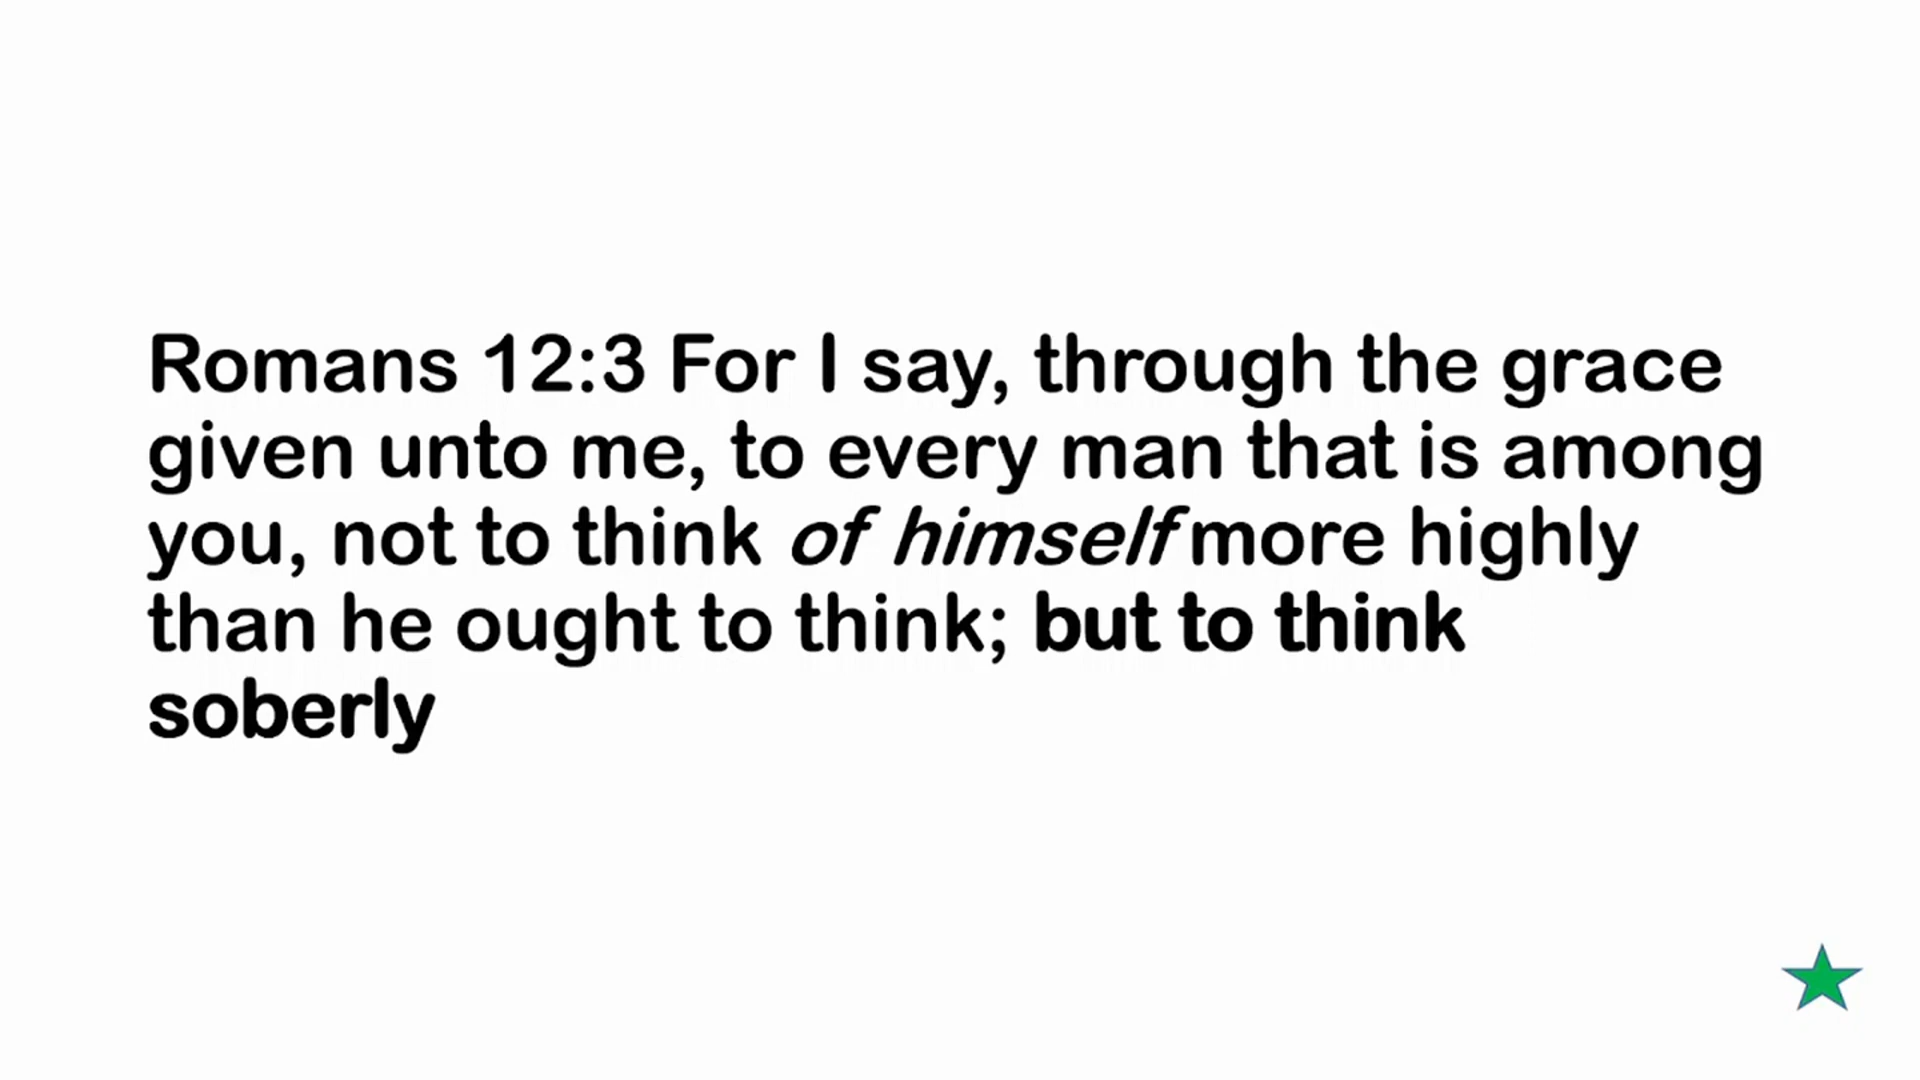 Romans 12:3 For I say, through the grace
given unto me, to every man that is among
you, not to think of himself more highly
than he ought to think; but to think
soberly